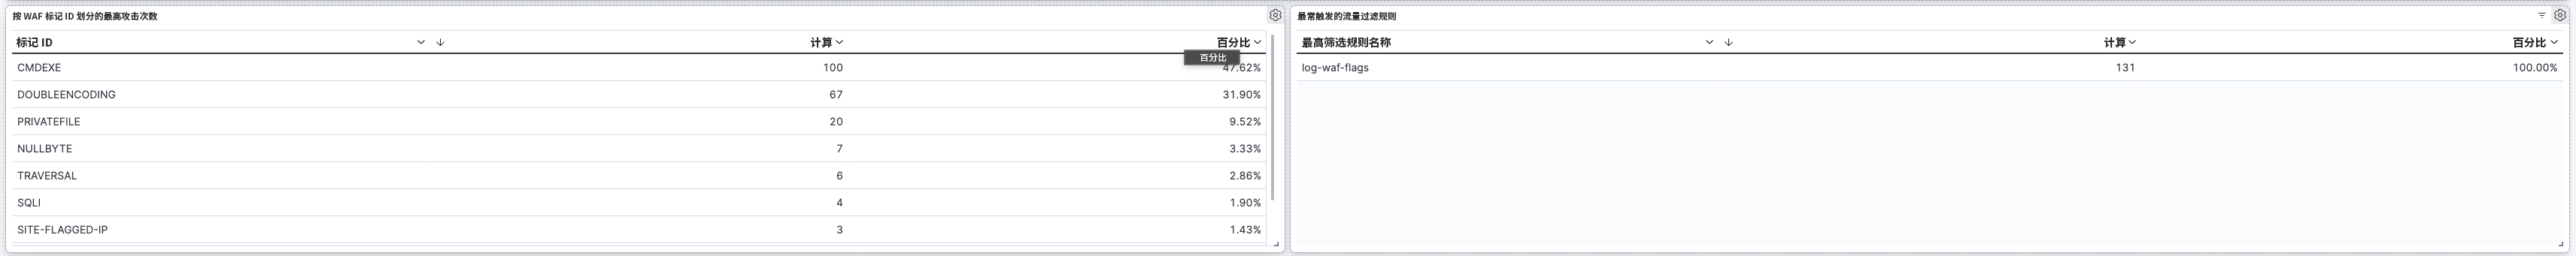 按 WAF 标记 ID 划分的最高攻击次数
标记 ID 计算 百分比
百分比
CMDEXE 100 47.62%
DOUBLEENCODING 67 31.90%
PRIVATEFILE 20 9.52%
NULLBYTE 7 3.33%
TRAVERSAL 6 2.86%
SQLI 4 1.90%
SITE-FLAGGED-IP 3 1.43%
最常触发的流量过滤规则
最高筛选规则名称 计算 百分比
log-waf-flags 131 100.00%